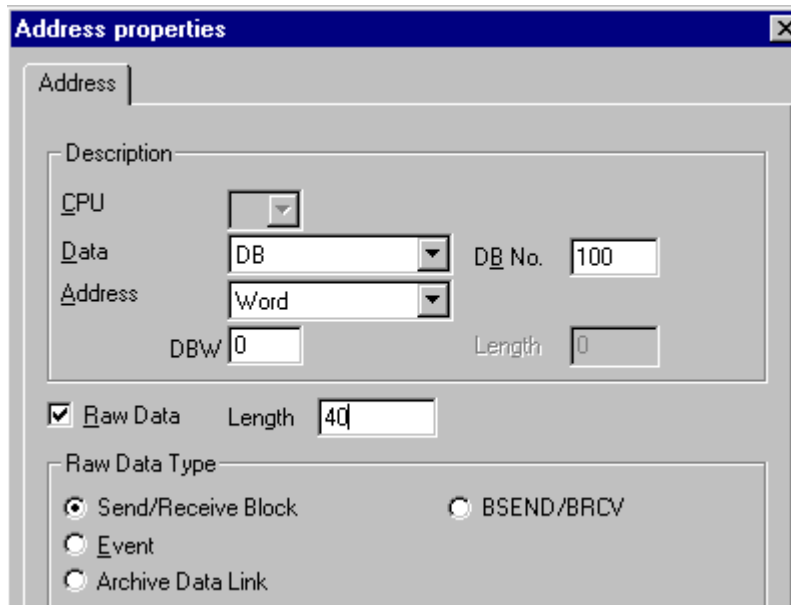 Address properties
Address
Description
CPU
Data DB DB No. 100
Address Word
DBW 0 Length 0
Raw Data Length 40
Raw Data Type
Send/Receive Block BSEND/BRCV
Event
Archive Data Link